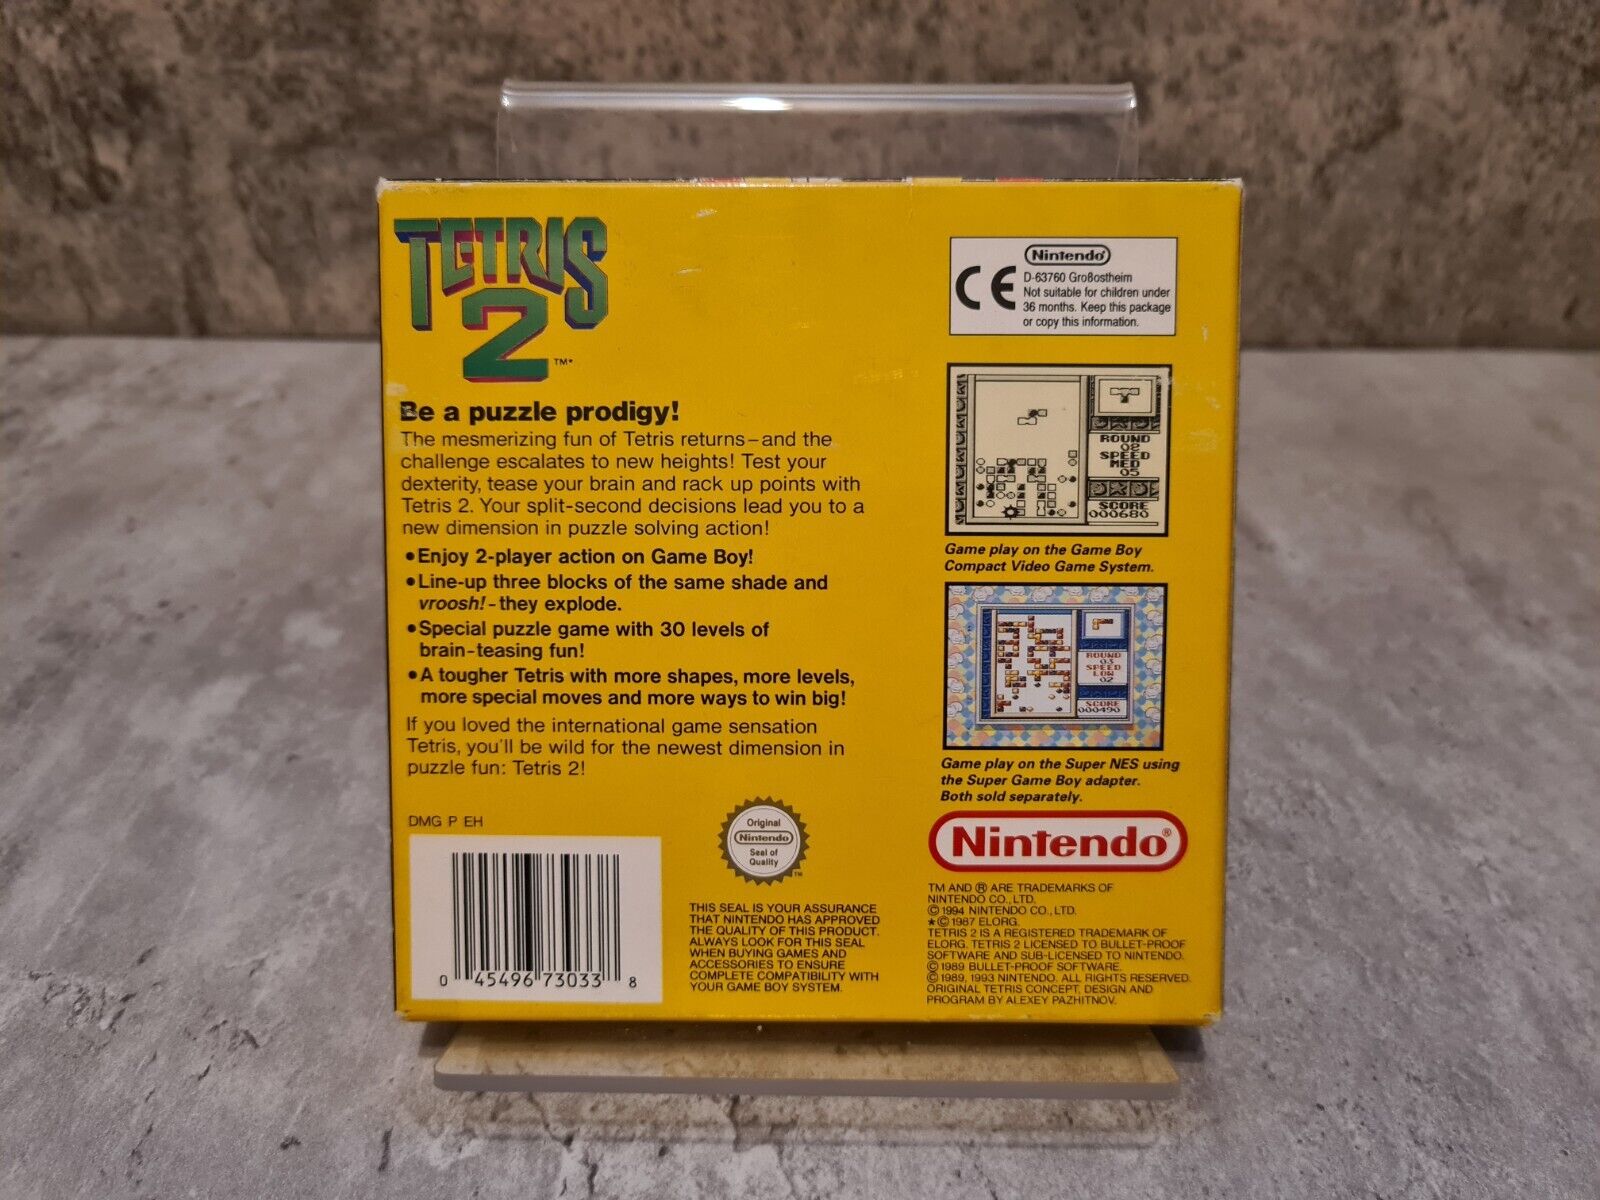 TETRIS
2
™*
Be a puzzle prodigy!
The mesmerizing fun of Tetris returns–and the
challenge escalates to new heights! Test your
dexterity, tease your brain and rack up points with
Tetris 2. Your split-second decisions lead you to a
new dimension in puzzle solving action!
•Enjoy 2-player action on Game Boy!
•Line-up three blocks of the same shade and
vroosh! - they explode.
•Special puzzle game with 30 levels of
brain-teasing fun!
•A tougher Tetris with more shapes, more levels,
more special moves and more ways to win big!
If you loved the international game sensation
Tetris, you'll be wild for the newest dimension in
puzzle fun: Tetris 2!
DMG P EH
0 45496 73033 8
Original
Nintendo
Seal of
Quality
TM
THIS SEAL IS YOUR ASSURANCE
THAT NINTENDO HAS APPROVED
THE QUALITY OF THIS PRODUCT.
ALWAYS LOOK FOR THIS SEAL
WHEN BUYING GAMES AND
ACCESSORIES TO ENSURE
COMPLETE COMPATIBILITY WITH
YOUR GAME BOY SYSTEM.
CE
Nintendo
D-63760 Großostheim
Not suitable for children under
36 months. Keep this package
or copy this information.
ROUND
02
SPEED
MED
05
SCORE
000680
Game play on the Game Boy
Compact Video Game System.
ROUND
03
SPEED
LOW
02
SCORE
000490
Game play on the Super NES using
the Super Game Boy adapter.
Both sold separately.
Nintendo®
TM AND ® ARE TRADEMARKS OF
NINTENDO CO., LTD.
© 1994 NINTENDO CO., LTD.
★© 1987 ELORG.
TETRIS 2 IS A REGISTERED TRADEMARK OF
ELORG. TETRIS 2 LICENSED TO BULLET-PROOF
SOFTWARE AND SUB-LICENSED TO NINTENDO.
© 1989 BULLET-PROOF SOFTWARE.
© 1989, 1993 NINTENDO. ALL RIGHTS RESERVED.
ORIGINAL TETRIS CONCEPT, DESIGN AND
PROGRAM BY ALEXEY PAZHITNOV.